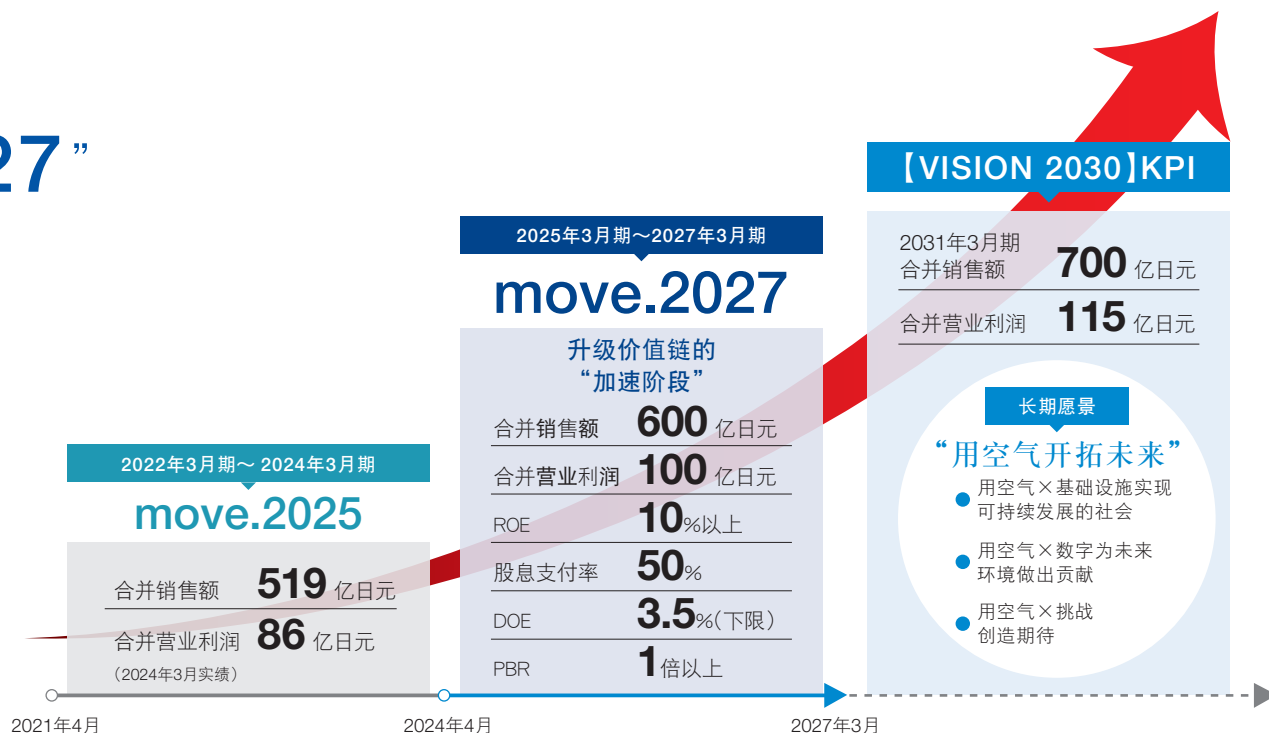 27”
2022年3月期～ 2024年3月期
move.2025
合并销售额 519 亿日元
合并营业利润 86 亿日元
（2024年3月实绩）
2025年3月期～2027年3月期
move.2027
升级价值链的
“加速阶段”
合并销售额 600 亿日元
合并营业利润 100 亿日元
ROE 10%以上
股息支付率 50%
DOE 3.5%（下限）
PBR 1倍以上
【VISION 2030】KPI
2031年3月期
合并销售额 700 亿日元
合并营业利润 115 亿日元
长期愿景
“用空气开拓未来”
用空气×基础设施实现
可持续发展的社会
用空气×数字为未来
环境做出贡献
用空气×挑战
创造期待
2021年4月
2024年4月
2027年3月